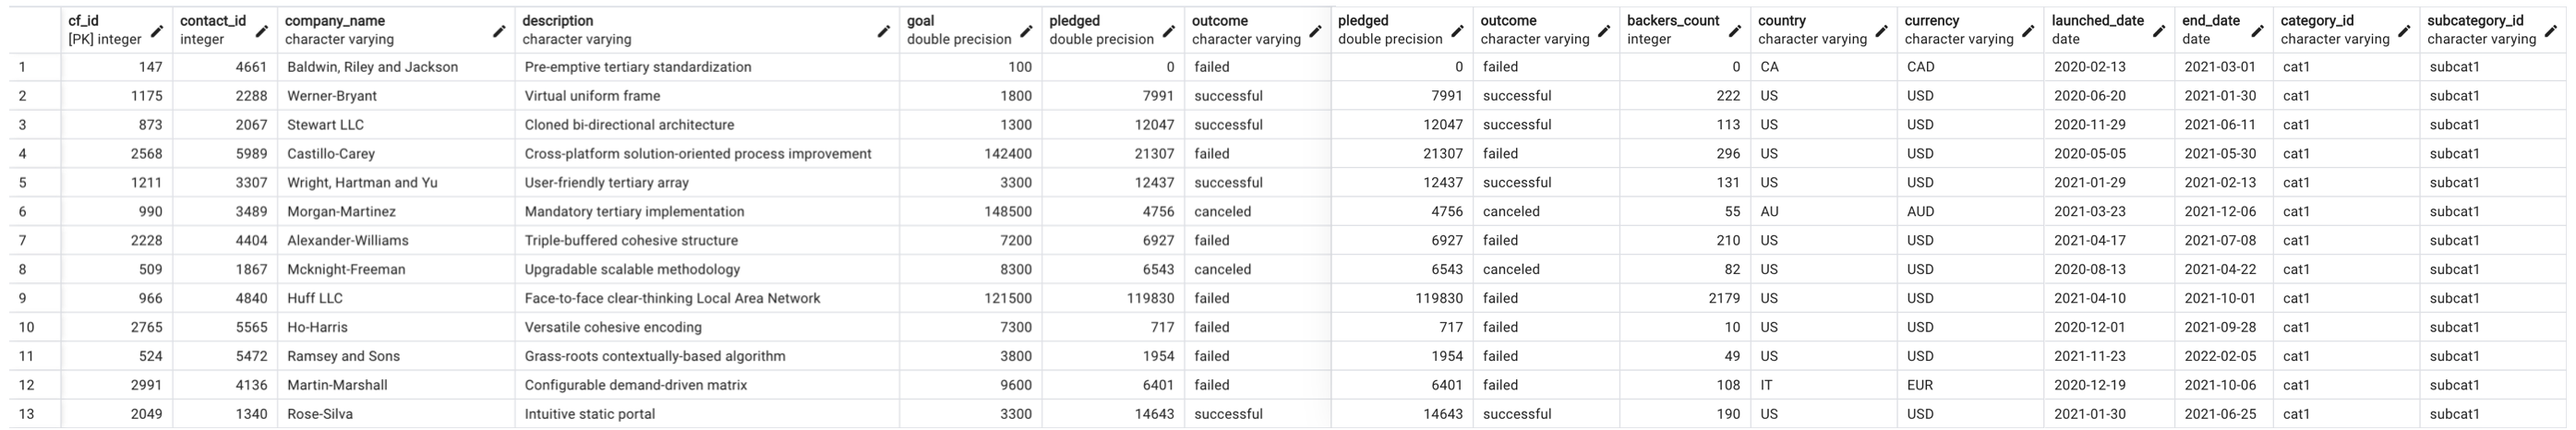 cf_id contact_id company_name description goal pledged outcome pledged outcome backers_count country currency launched_date end_date category_id subcategory_id
[PK] integer integer character varying character varying double precision double precision character varying double precision character varying integer character varying character varying date date character varying character varying
1 147 4661 Baldwin, Riley and Jackson Pre-emptive tertiary standardization 100 0 failed 0 failed 0 CA CAD 2020-02-13 2021-03-01 cat1 subcat1
2 1175 2288 Werner-Bryant Virtual uniform frame 1800 7991 successful 7991 successful 222 US USD 2020-06-20 2021-01-30 cat1 subcat1
3 873 2067 Stewart LLC Cloned bi-directional architecture 1300 12047 successful 12047 successful 113 US USD 2020-11-29 2021-06-11 cat1 subcat1
4 2568 5989 Castillo-Carey Cross-platform solution-oriented process improvement 142400 21307 failed 21307 failed 296 US USD 2020-05-05 2021-05-30 cat1 subcat1
5 1211 3307 Wright, Hartman and Yu User-friendly tertiary array 3300 12437 successful 12437 successful 131 US USD 2021-01-29 2021-02-13 cat1 subcat1
6 990 3489 Morgan-Martinez Mandatory tertiary implementation 148500 4756 canceled 4756 canceled 55 AU AUD 2021-03-23 2021-12-06 cat1 subcat1
7 2228 4404 Alexander-Williams Triple-buffered cohesive structure 7200 6927 failed 6927 failed 210 US USD 2021-04-17 2021-07-08 cat1 subcat1
8 509 1867 Mcknight-Freeman Upgradable scalable methodology 8300 6543 canceled 6543 canceled 82 US USD 2020-08-13 2021-04-22 cat1 subcat1
9 966 4840 Huff LLC Face-to-face clear-thinking Local Area Network 121500 119830 failed 119830 failed 2179 US USD 2021-04-10 2021-10-01 cat1 subcat1
10 2765 5565 Ho-Harris Versatile cohesive encoding 7300 717 failed 717 failed 10 US USD 2020-12-01 2021-09-28 cat1 subcat1
11 524 5472 Ramsey and Sons Grass-roots contextually-based algorithm 3800 1954 failed 1954 failed 49 US USD 2021-11-23 2022-02-05 cat1 subcat1
12 2991 4136 Martin-Marshall Configurable demand-driven matrix 9600 6401 failed 6401 failed 108 IT EUR 2020-12-19 2021-10-06 cat1 subcat1
13 2049 1340 Rose-Silva Intuitive static portal 3300 14643 successful 14643 successful 190 US USD 2021-01-30 2021-06-25 cat1 subcat1